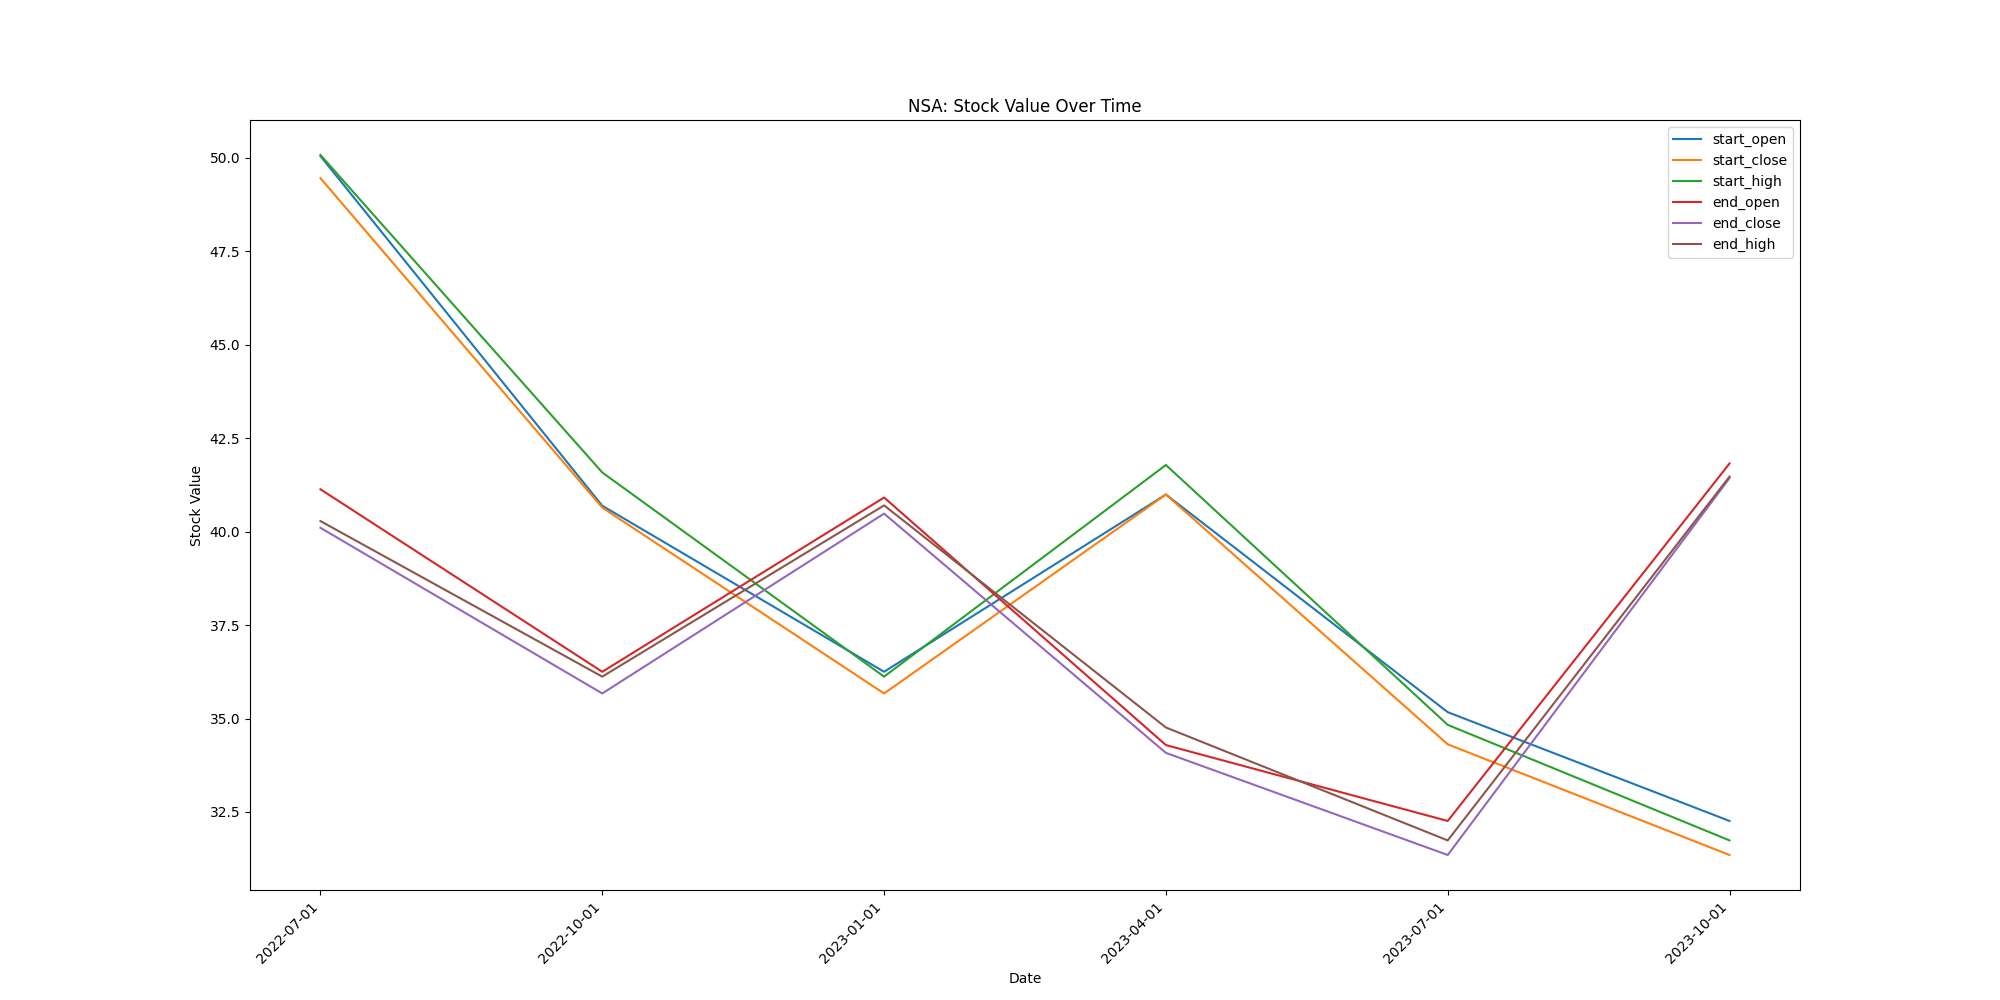 NSA: Stock Value Over Time
start_open
start_close
start_high
end_open
end_close
end_high
50.0
47.5
45.0
42.5
40.0
37.5
35.0
32.5
Stock Value
2022-07-01
2022-10-01
2023-01-01
2023-04-01
2023-07-01
2023-10-01
Date